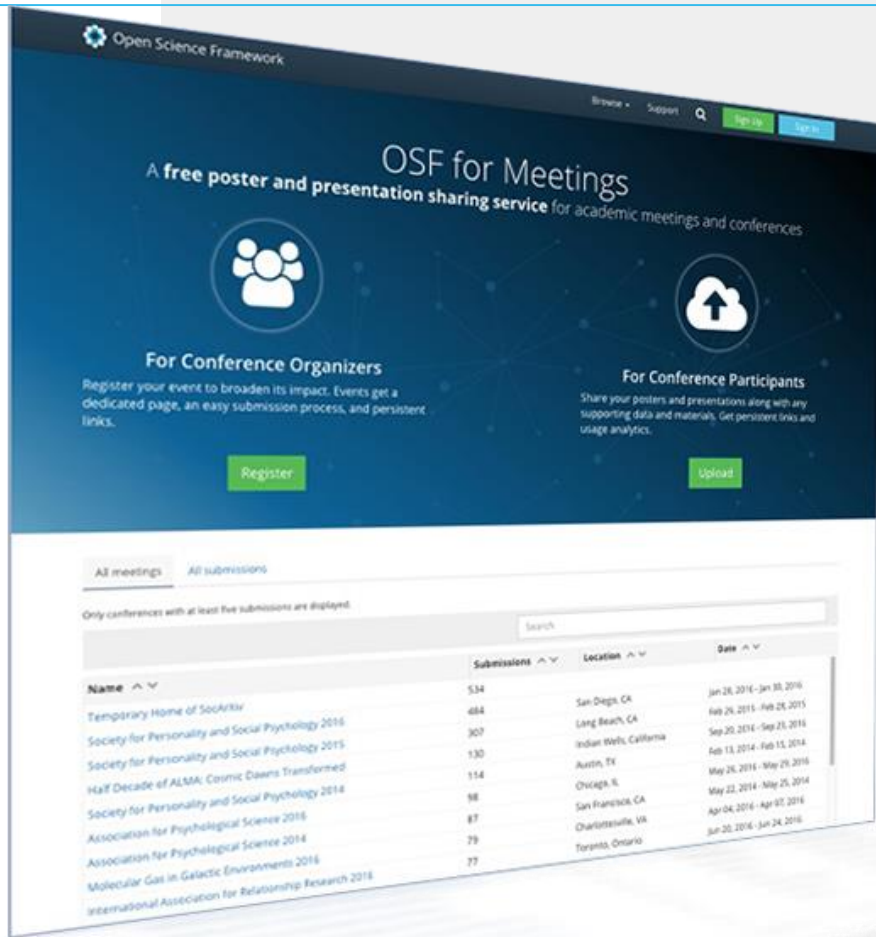 Open Science Framework
Browse Support Sign Up Sign In
OSF for Meetings
A free poster and presentation sharing service for academic meetings and conferences
For Conference Organizers
Register your event to broaden its impact. Events get a
dedicated page, an easy submission process, and persistent
links.
Register
For Conference Participants
Share your posters and presentations along with any
supporting data and materials. Get persistent links and
usage analytics.
Upload
All meetings All submissions
Only conferences with at least five submissions are displayed.
Search
Name Submissions Location Date
Temporary Home of SocArXiv 534
Society for Personality and Social Psychology 2016 484 San Diego, CA Jan 28, 2016 - Jan 30, 2016
Society for Personality and Social Psychology 2015 307 Long Beach, CA Feb 26, 2015 - Feb 28, 2015
Half Decade of ALMA: Cosmic Dawns Transformed 130 Indian Wells, California Sep 20, 2016 - Sep 23, 2016
Society for Personality and Social Psychology 2014 114 Austin, TX Feb 13, 2014 - Feb 15, 2014
Association for Psychological Science 2016 98 Chicago, IL May 26, 2016 - May 29, 2016
Association for Psychological Science 2014 87 San Francisco, CA May 22, 2014 - May 25, 2014
Molecular Gas in Galactic Environments 2016 79 Charlottesville, VA Apr 04, 2016 - Apr 07, 2016
International Association for Relationship Research 2016 77 Toronto, Ontario Jun 20, 2016 - Jun 24, 2016